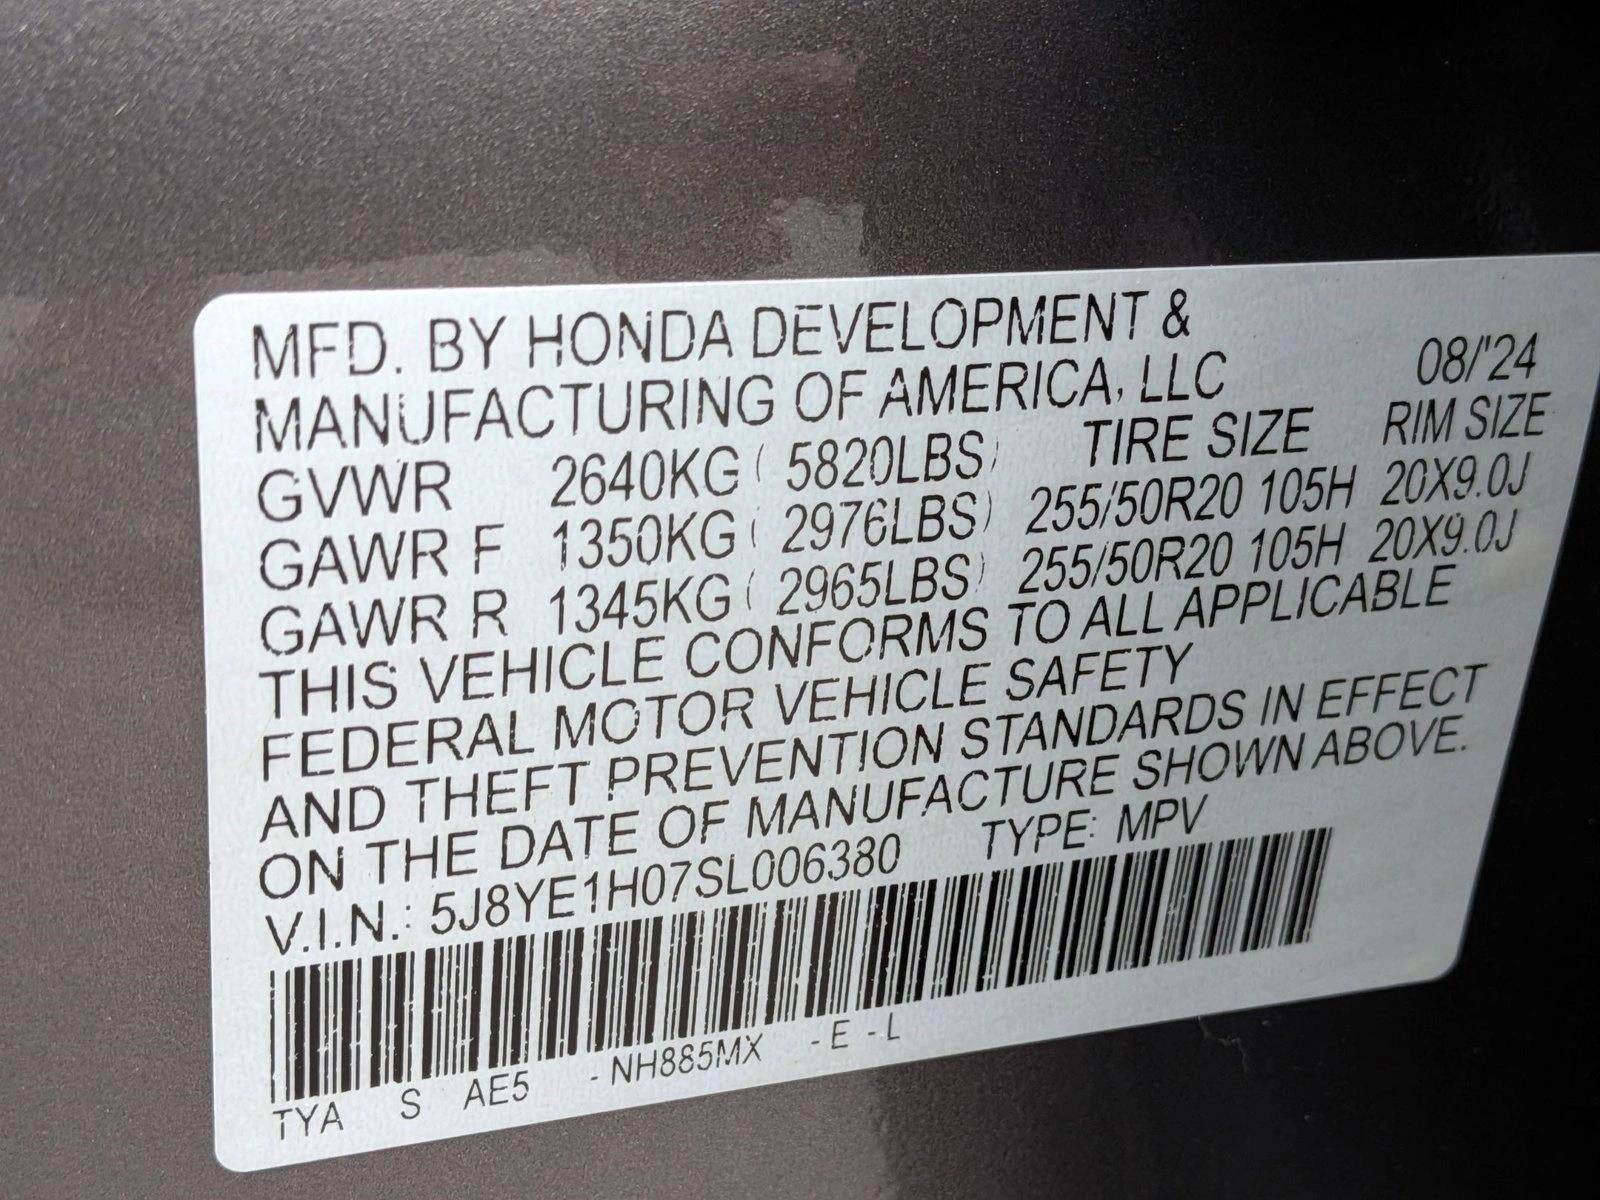 MFD. BY HONDA DEVELOPMENT &
MANUFACTURING OF AMERICA, LLC 08/'24
GVWR 2640KG ( 5820LBS) TIRE SIZE RIM SIZE
GAWR F 1350KG ( 2976LBS) 255/50R20 105H 20X9.0J
GAWR R 1345KG ( 2965LBS) 255/50R20 105H 20X9.0J
THIS VEHICLE CONFORMS TO ALL APPLICABLE
FEDERAL MOTOR VEHICLE SAFETY
AND THEFT PREVENTION STANDARDS IN EFFECT
ON THE DATE OF MANUFACTURE SHOWN ABOVE.
V.I.N.: 5J8YE1H07SL006380 TYPE: MPV
TYA S AE5 - NH885MX - E - L